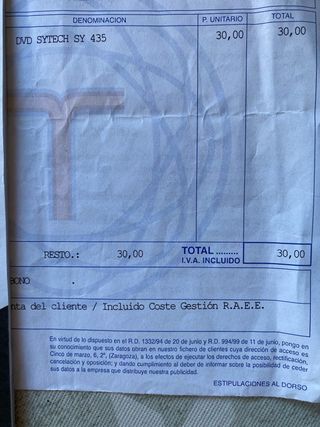 DENOMINACION P. UNITARIO TOTAL
DVD SYTECH SY 435 30,00 30,00
RESTO.: 30,00 TOTAL ......... 30,00
I.V.A. INCLUIDO
BONO .
nta del cliente / Incluido Coste Gestión R.A.E.E.
En virtud de lo dispuesto en el R.D. 1332/94 de 20 de junio y R.D. 994/99 de 11 de junio, pongo en
su conocimiento que sus datos obran en nuestro fichero de clientes cuya dirección de acceso es
Cinco de marzo, 6, 2°, (Zaragoza), a los efectos de ejecutar los derechos de acceso, rectificación,
cancelación y oposición; y dando cumplimiento al deber de informar sobre la posibilidad de ceder
sus datos a la empresa que distribuye nuestra publicidad.
ESTIPULACIONES AL DORSO